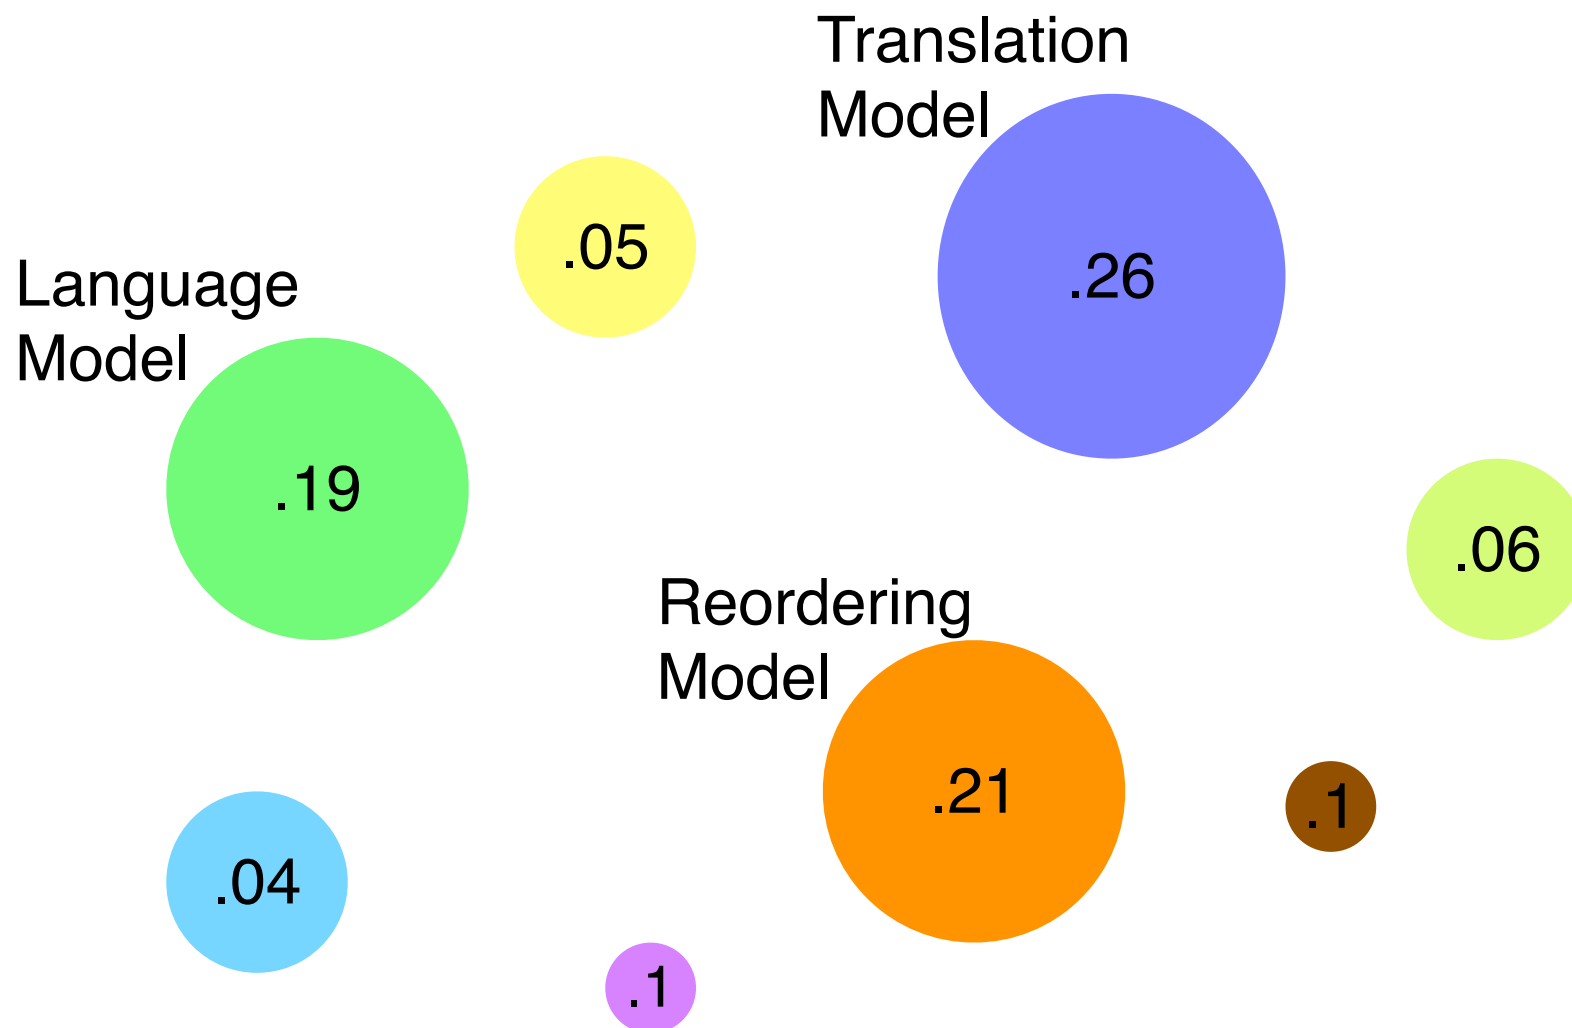 Translation
Model
.05
.26
Language
Model
.19
.06
Reordering
Model
.21
.1
.04
.1